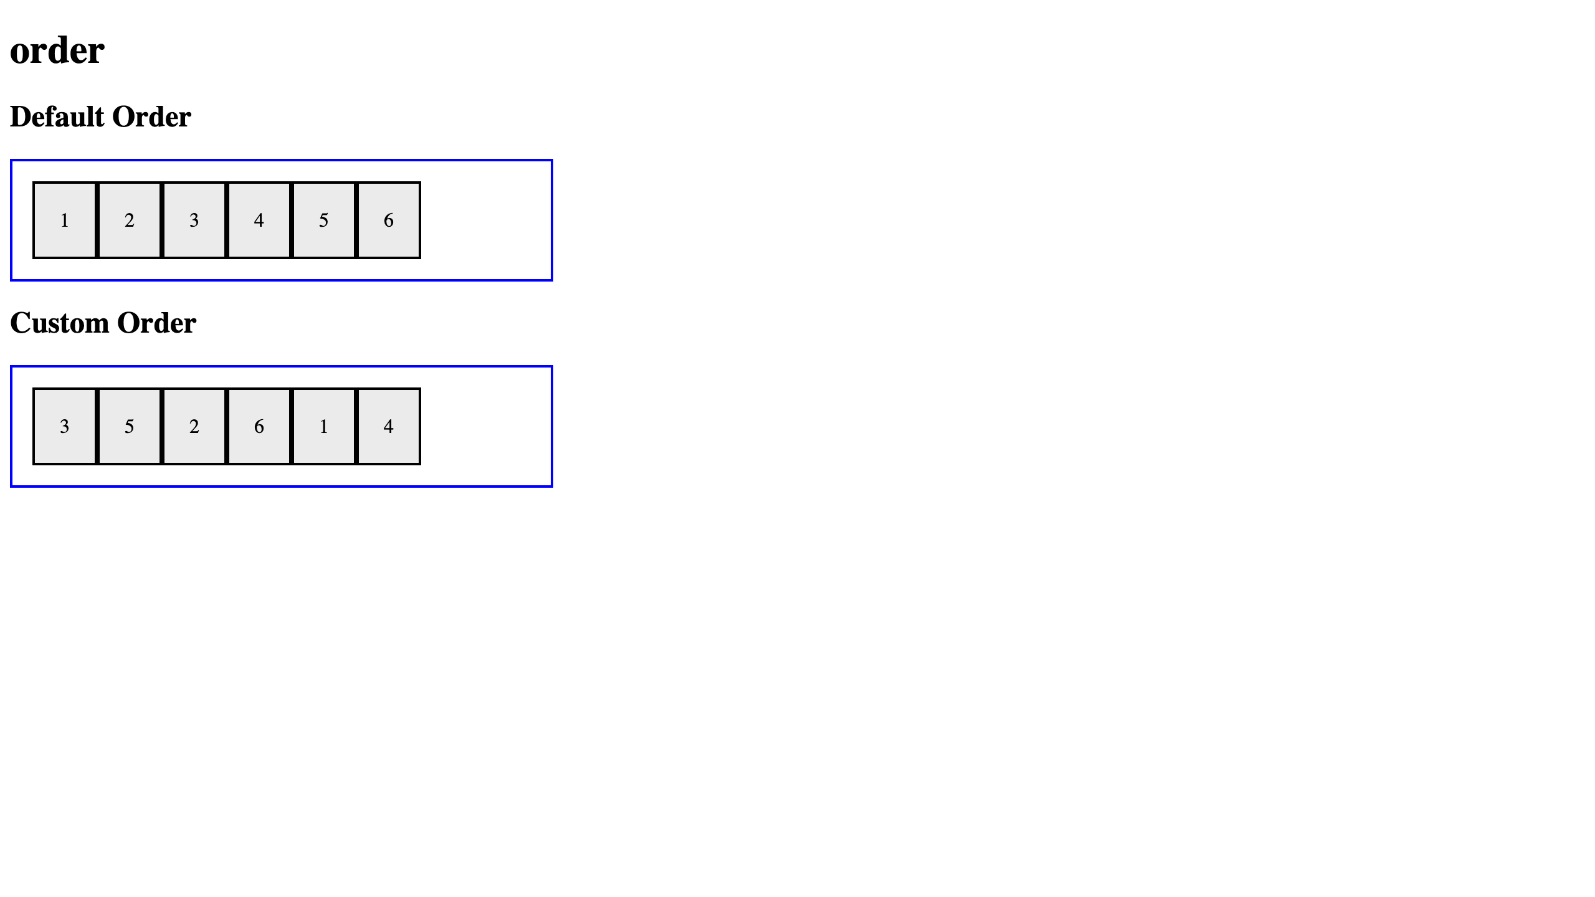 order
Default Order
1 2 3 4 5 6
Custom Order
3 5 2 6 1 4